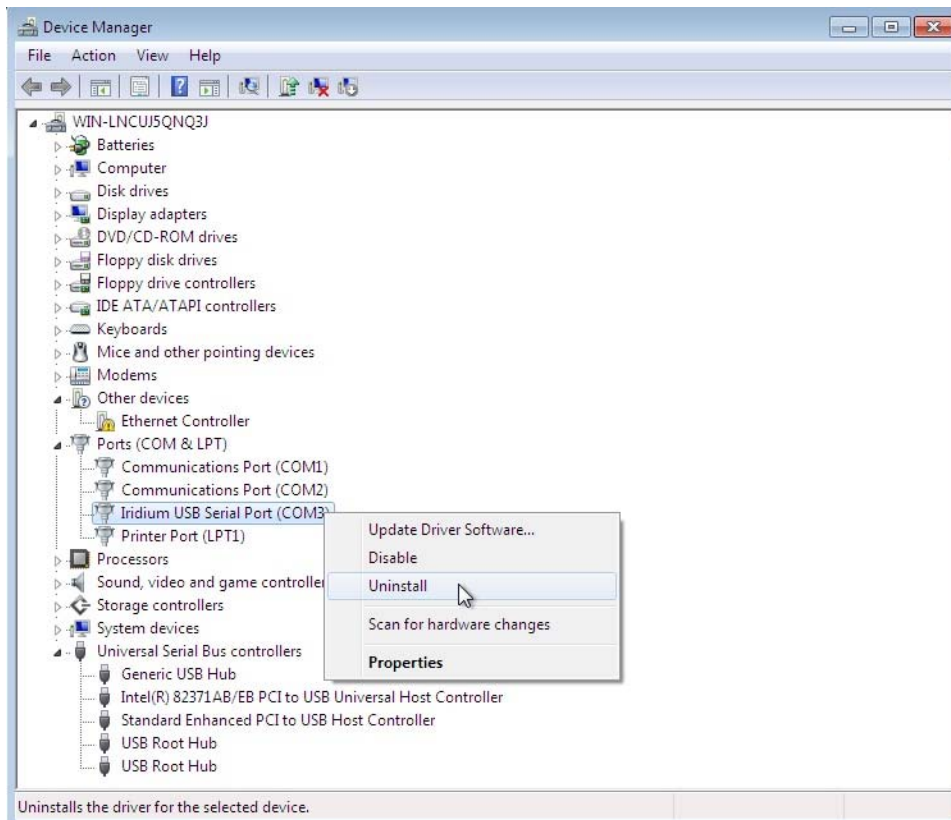 Device Manager
File Action View Help
WIN-LNCUJ5QNQ3J
Batteries
Computer
Disk drives
Display adapters
DVD/CD-ROM drives
Floppy disk drives
Floppy drive controllers
IDE ATA/ATAPI controllers
Keyboards
Mice and other pointing devices
Modems
Other devices
Ethernet Controller
Ports (COM & LPT)
Communications Port (COM1)
Communications Port (COM2)
Iridium USB Serial Port (COM3)
Printer Port (LPT1)
Processors
Sound, video and game controlle
Storage controllers
System devices
Universal Serial Bus controllers
Generic USB Hub
Intel(R) 82371AB/EB PCI to USB Universal Host Controller
Standard Enhanced PCI to USB Host Controller
USB Root Hub
USB Root Hub
Update Driver Software...
Disable
Uninstall
Scan for hardware changes
Properties
Uninstalls the driver for the selected device.